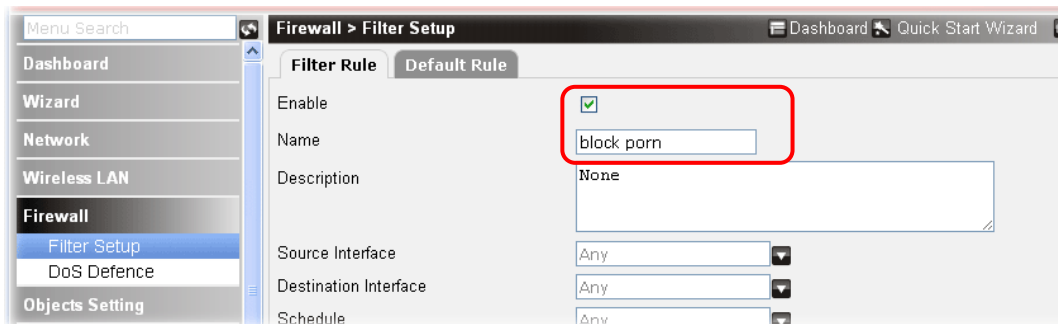 Menu Search
Firewall > Filter Setup
Dashboard
Quick Start Wizard
Dashboard
Wizard
Network
Wireless LAN
Firewall
Filter Setup
DoS Defence
Objects Setting
Filter Rule
Default Rule
Enable
Name
block porn
Description
None
Source Interface
Any
Destination Interface
Any
Schedule
Any